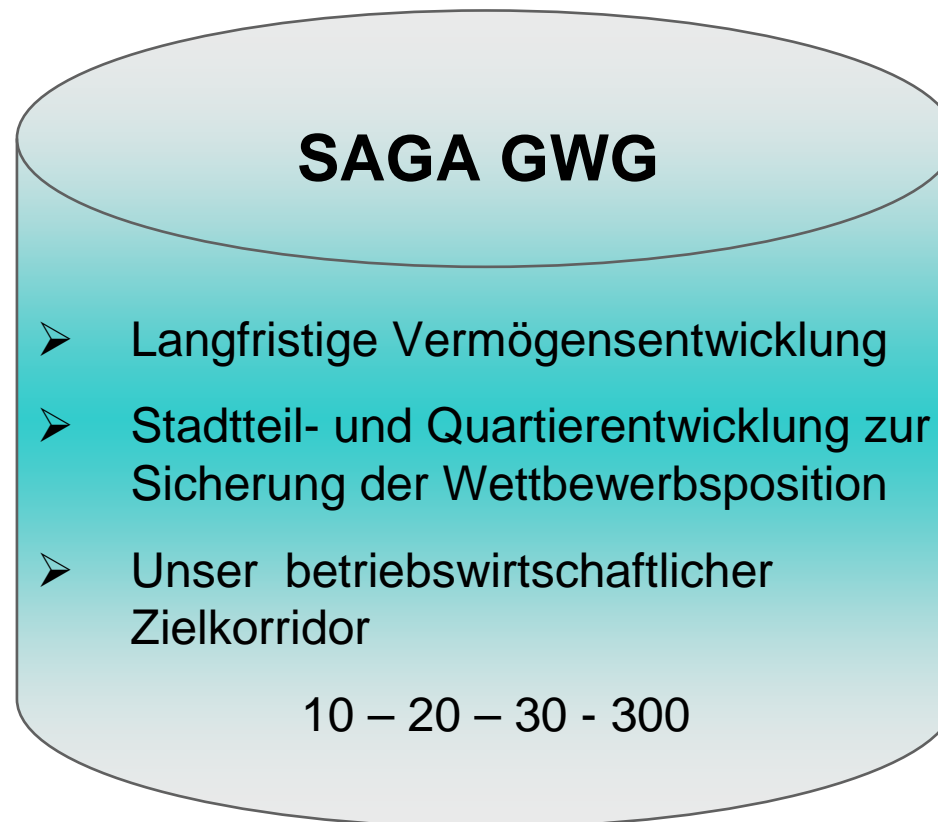 SAGA GWG
➢ Langfristige Vermögensentwicklung
➢ Stadtteil- und Quartierentwicklung zur
Sicherung der Wettbewerbsposition
➢ Unser betriebswirtschaftlicher
Zielkorridor
10 – 20 – 30 - 300